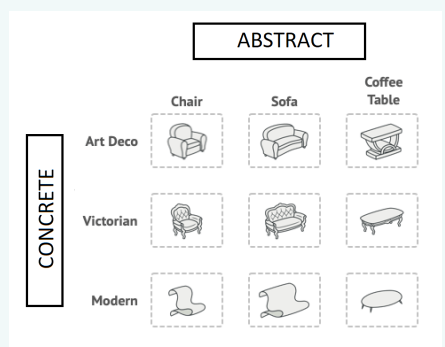 ABSTRACT
Coffee
Table
Chair
Sofa
Art Deco
Victorian
Modern
CONCRETE